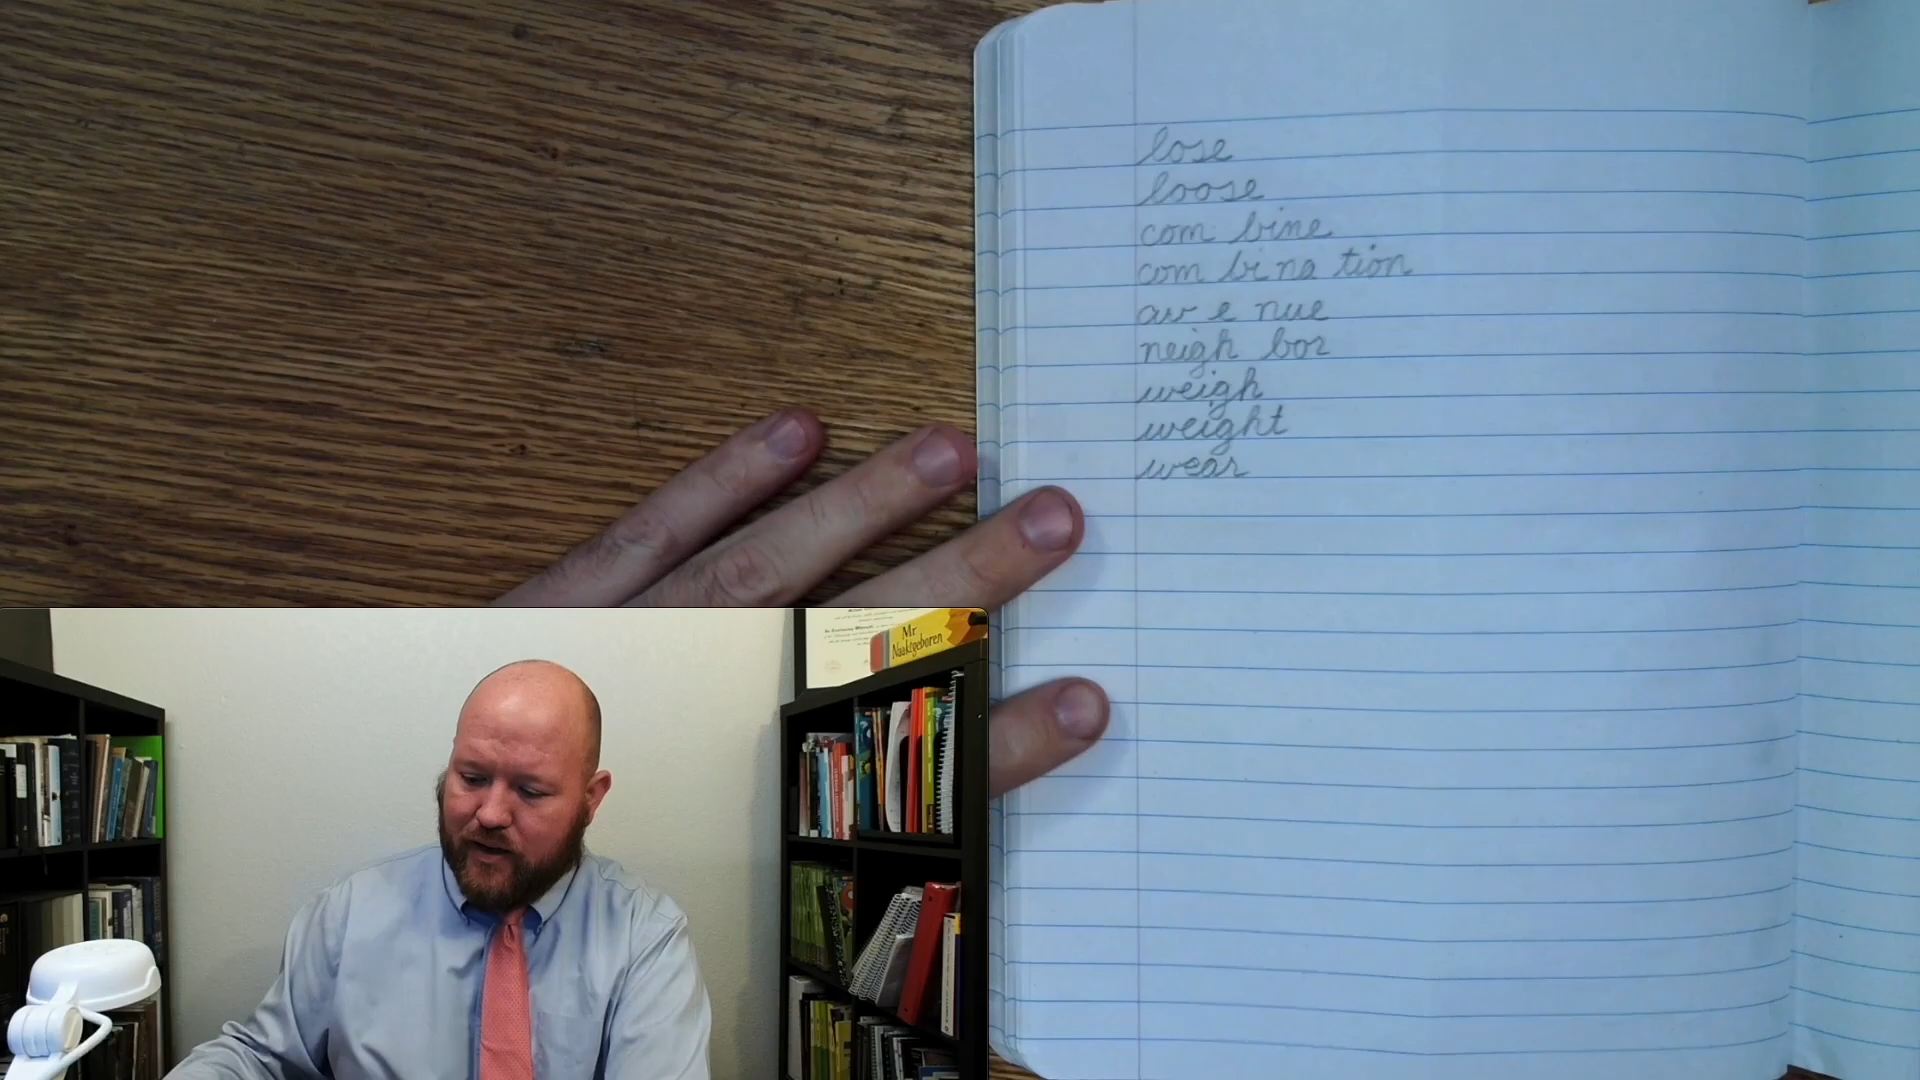 lose
loose
com bine
com bi na tion
av e nue
neigh bor
weigh
weight
wear
Mr.
Naaktgeboren